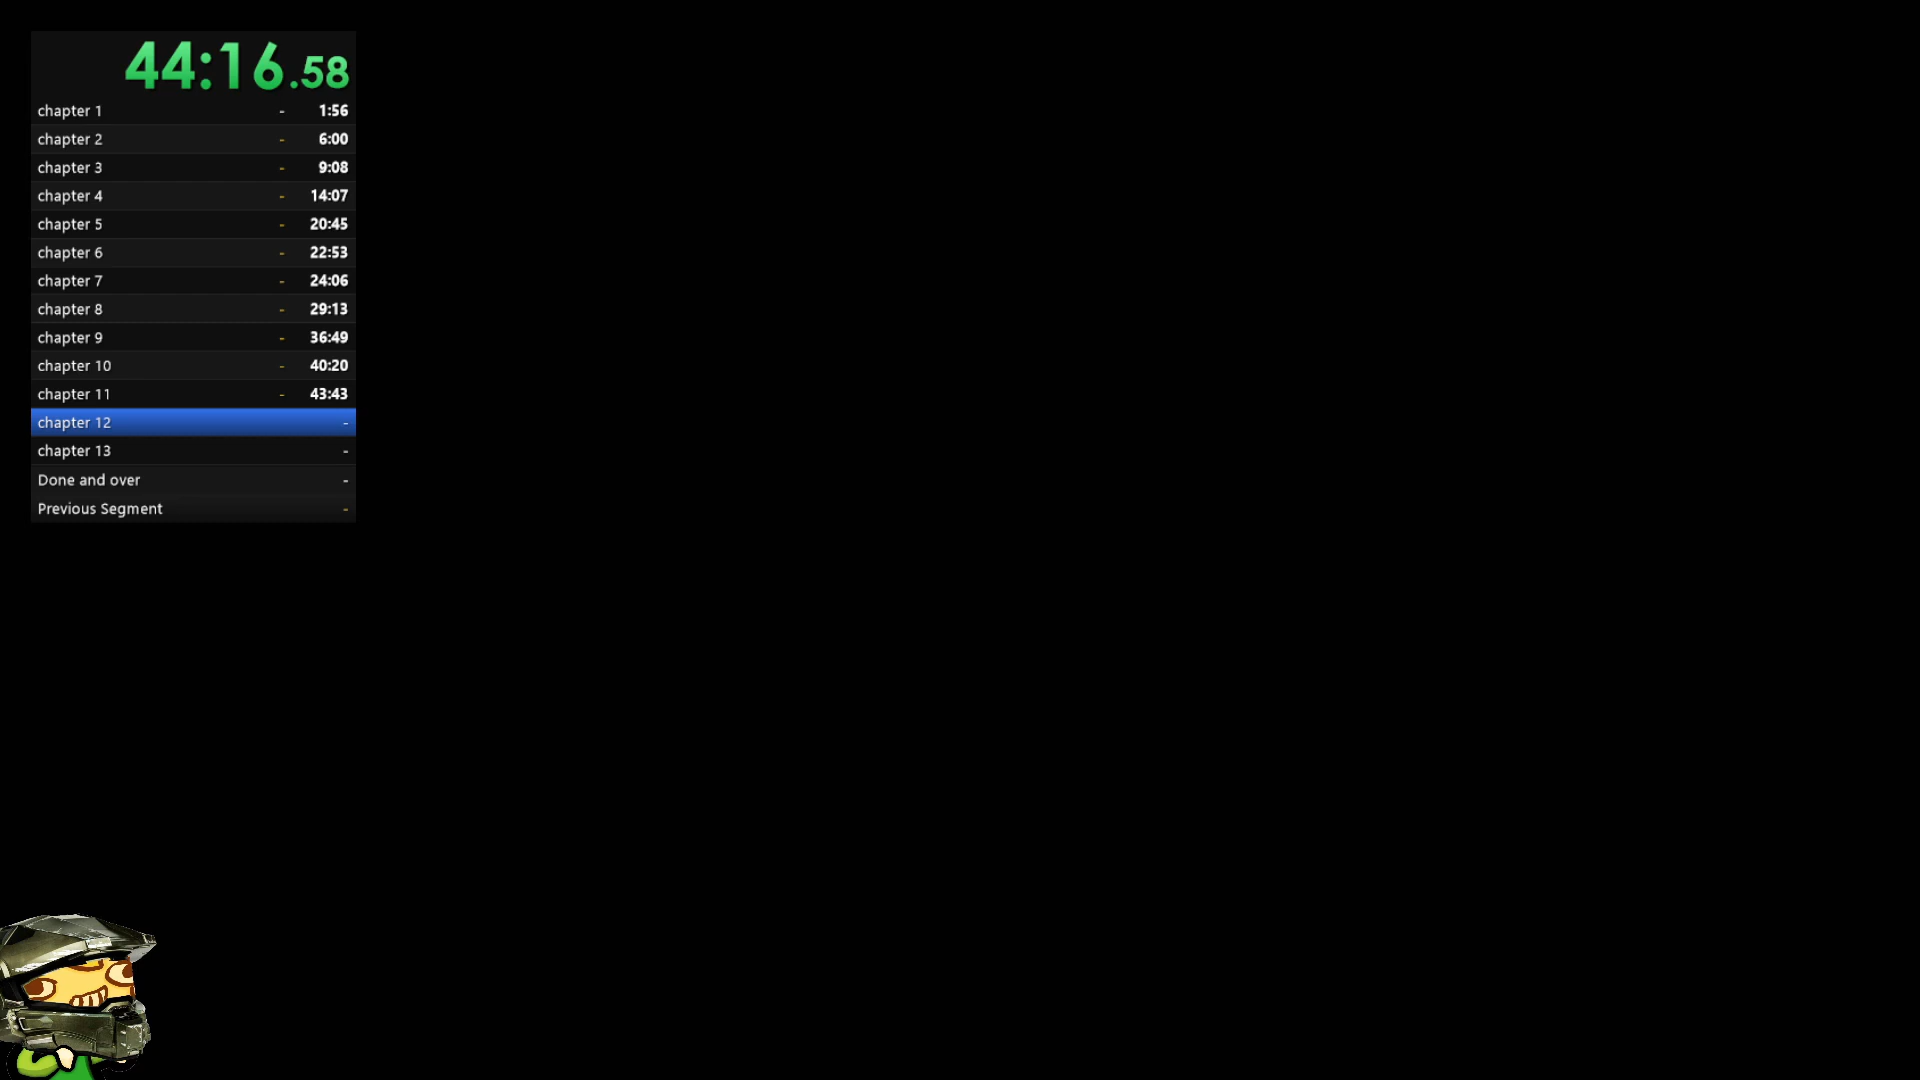 44:16.58
chapter 1 - 1:56
chapter 2 - 6:00
chapter 3 - 9:08
chapter 4 - 14:07
chapter 5 - 20:45
chapter 6 - 22:53
chapter 7 - 24:06
chapter 8 - 29:13
chapter 9 - 36:49
chapter 10 - 40:20
chapter 11 - 43:43
chapter 12 -
chapter 13 -
Done and over -
Previous Segment -